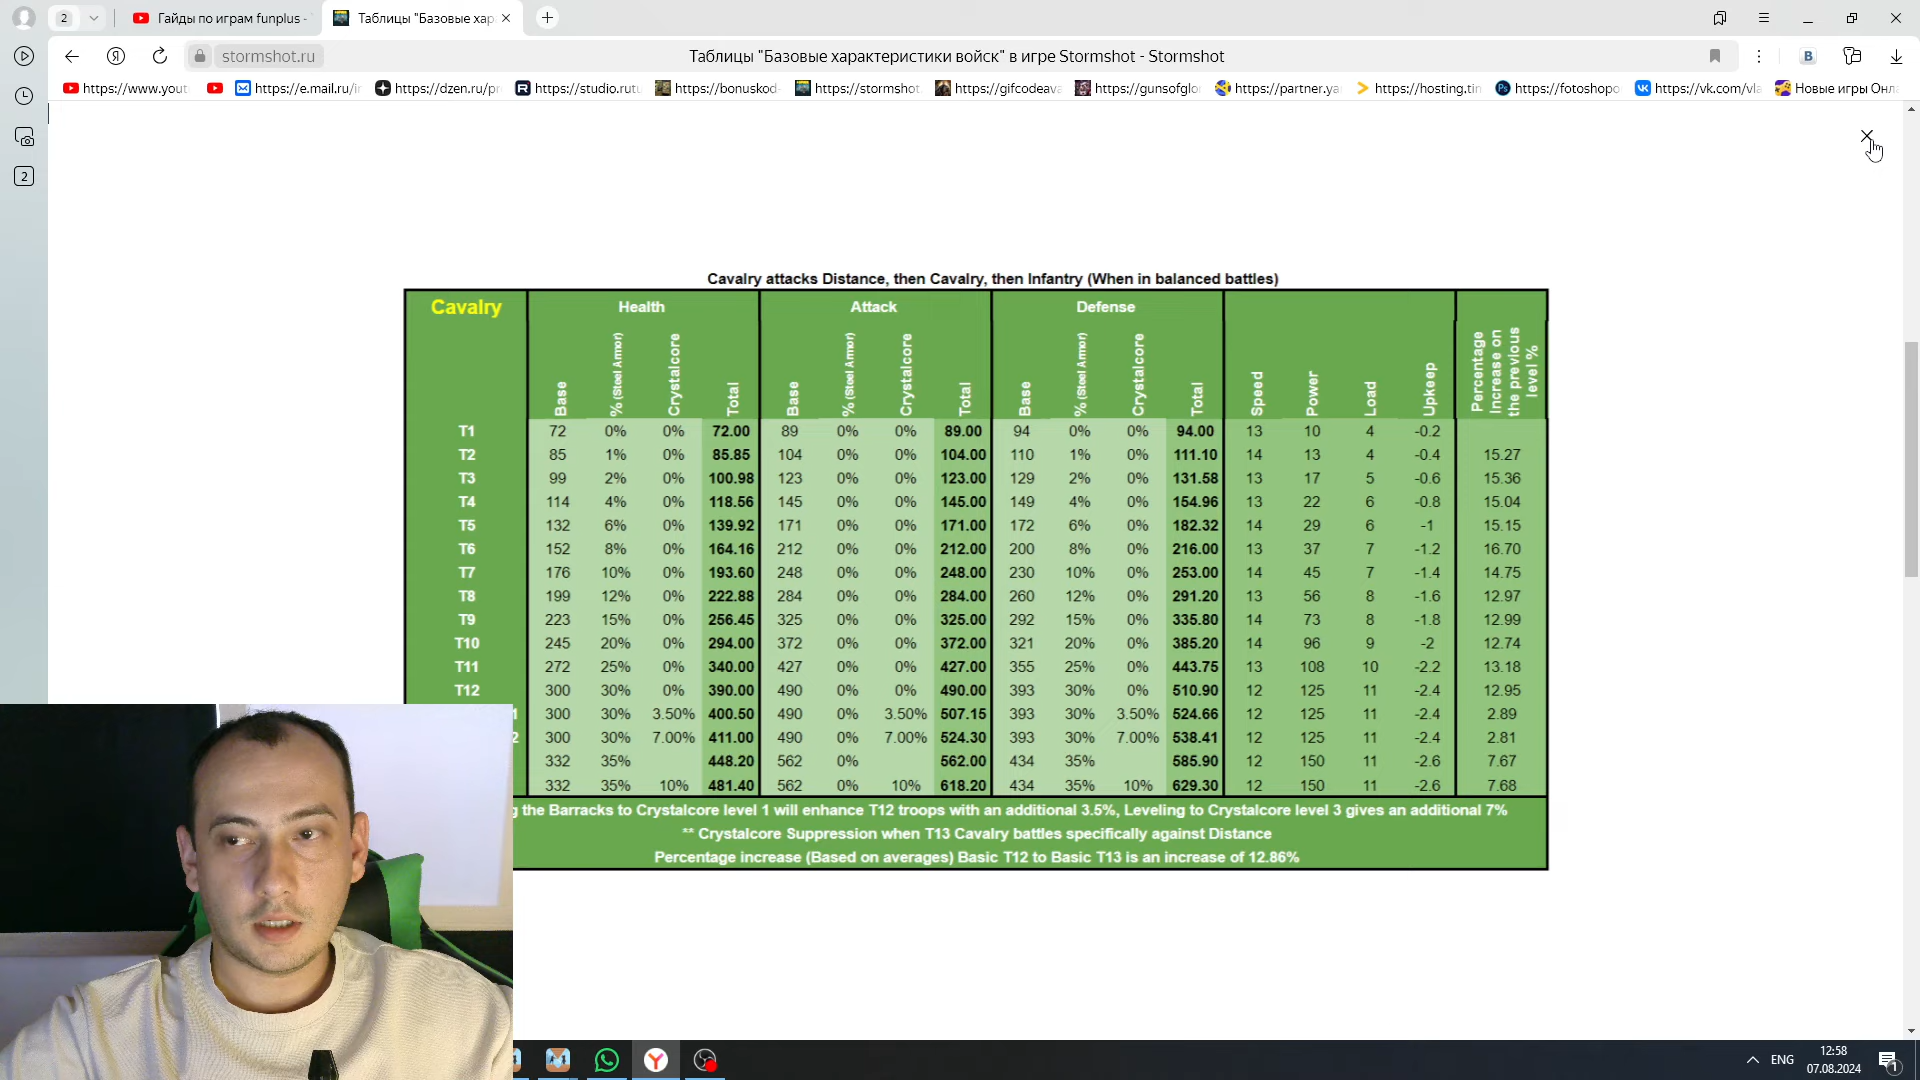 2
Гайды по играм funplus -
Таблицы "Базовые хар
stormshot.ru
Таблицы "Базовые характеристики войск" в игре Stormshot - Stormshot
https://www.yout
https://e.mail.ru/in
https://dzen.ru/pr
https://studio.rutu
https://bonuskod-
https://stormshot.
https://gifcodeava
https://gunsofglor
https://partner.ya
https://hosting.tim
https://fotoshopo
https://vk.com/vla
Новые игры Онла
2
Cavalry attacks Distance, then Cavalry, then Infantry (When in balanced battles)
Cavalry Health Attack Defense
Base % (Steel Armor) Crystalcore Total Base % (Steel Armor) Crystalcore Total Base % (Steel Armor) Crystalcore Total Speed Power Load Upkeep Percentage Increase on the previous level %
T1 72 0% 0% 72.00 89 0% 0% 89.00 94 0% 0% 94.00 13 10 4 -0.2
T2 85 1% 0% 85.85 104 0% 0% 104.00 110 1% 0% 111.10 14 13 4 -0.4 15.27
T3 99 2% 0% 100.98 123 0% 0% 123.00 129 2% 0% 131.58 13 17 5 -0.6 15.36
T4 114 4% 0% 118.56 145 0% 0% 145.00 149 4% 0% 154.96 13 22 6 -0.8 15.04
T5 132 6% 0% 139.92 171 0% 0% 171.00 172 6% 0% 182.32 14 29 6 -1 15.15
T6 152 8% 0% 164.16 212 0% 0% 212.00 200 8% 0% 216.00 13 37 7 -1.2 16.70
T7 176 10% 0% 193.60 248 0% 0% 248.00 230 10% 0% 253.00 14 45 7 -1.4 14.75
T8 199 12% 0% 222.88 284 0% 0% 284.00 260 12% 0% 291.20 13 56 8 -1.6 12.97
T9 223 15% 0% 256.45 325 0% 0% 325.00 292 15% 0% 335.80 14 73 8 -1.8 12.99
T10 245 20% 0% 294.00 372 0% 0% 372.00 321 20% 0% 385.20 14 96 9 -2 12.74
T11 272 25% 0% 340.00 427 0% 0% 427.00 355 25% 0% 443.75 13 108 10 -2.2 13.18
T12 300 30% 0% 390.00 490 0% 0% 490.00 393 30% 0% 510.90 12 125 11 -2.4 12.95
1 300 30% 3.50% 400.50 490 0% 3.50% 507.15 393 30% 3.50% 524.66 12 125 11 -2.4 2.89
2 300 30% 7.00% 411.00 490 0% 7.00% 524.30 393 30% 7.00% 538.41 12 125 11 -2.4 2.81
332 35% 448.20 562 0% 562.00 434 35% 585.90 12 150 11 -2.6 7.67
332 35% 10% 481.40 562 0% 10% 618.20 434 35% 10% 629.30 12 150 11 -2.6 7.68
g the Barracks to Crystalcore level 1 will enhance T12 troops with an additional 3.5%, Leveling to Crystalcore level 3 gives an additional 7%
** Crystalcore Suppression when T13 Cavalry battles specifically against Distance
Percentage increase (Based on averages) Basic T12 to Basic T13 is an increase of 12.86%
ENG
12:58
07.08.2024
1